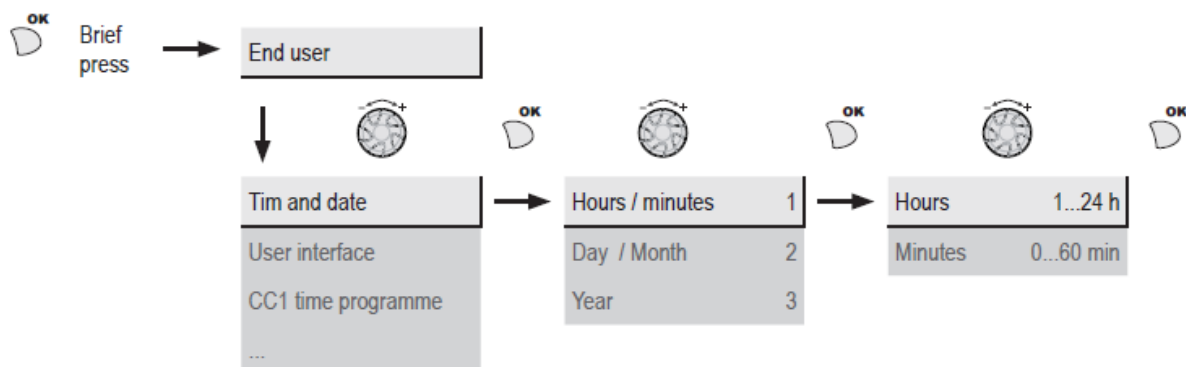 OK
Brief
press
End user
- +
OK
- +
OK
- +
OK
Tim and date
Hours / minutes 1
Hours 1...24 h
User interface
Day / Month 2
Minutes 0...60 min
CC1 time programme
Year 3
...